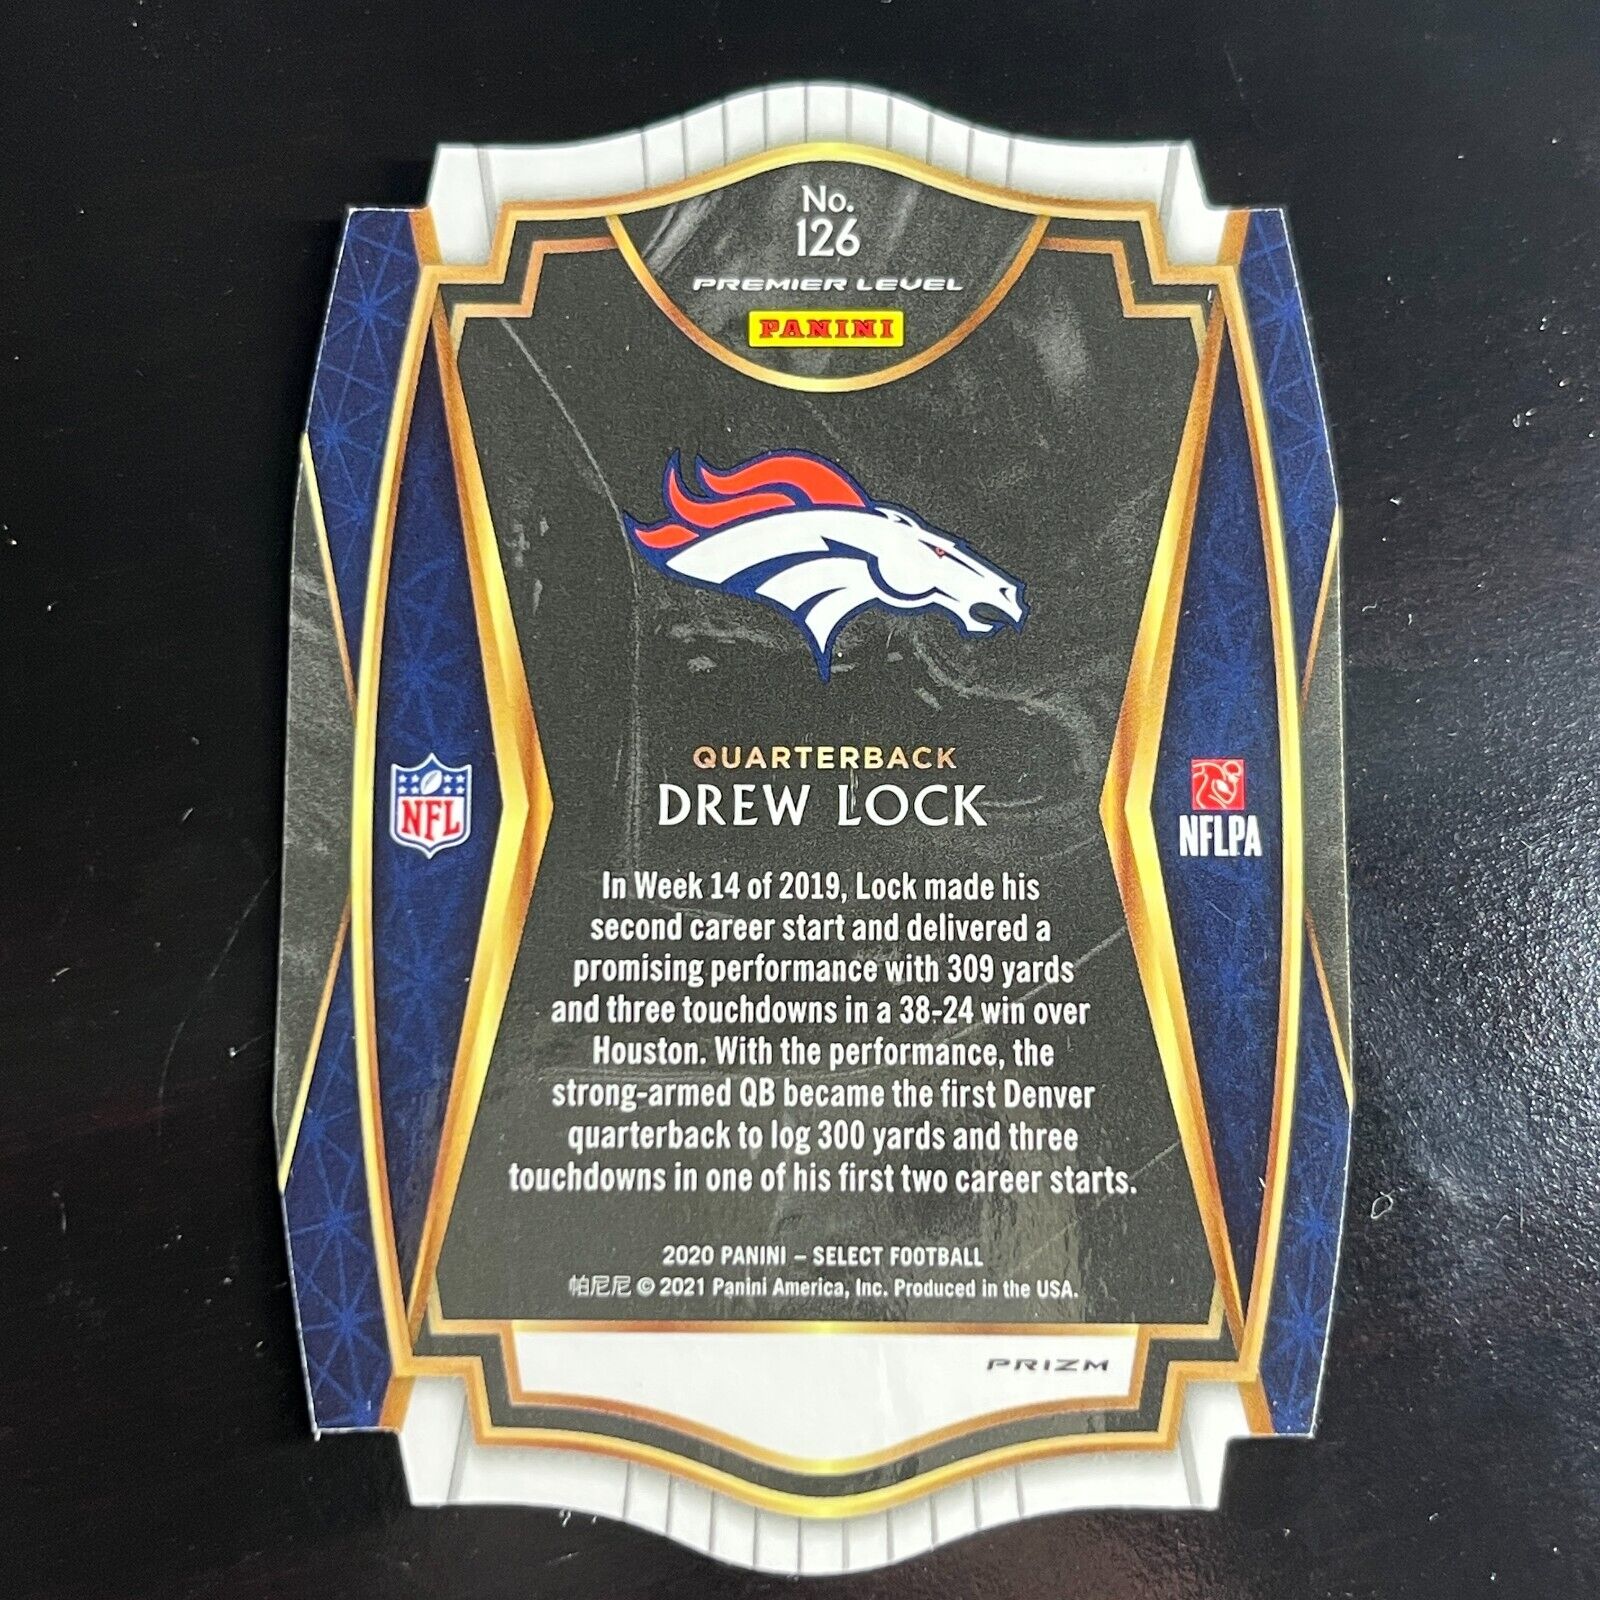 No.
126
PREMIER LEVEL
PANINI
QUARTERBACK
DREW LOCK
NFL
NFLPA
In Week 14 of 2019, Lock made his
second career start and delivered a
promising performance with 309 yards
and three touchdowns in a 38-24 win over
Houston. With the performance, the
strong-armed QB became the first Denver
quarterback to log 300 yards and three
touchdowns in one of his first two career starts.
2020 PANINI – SELECT FOOTBALL
帕尼尼 © 2021 Panini America, Inc. Produced in the USA.
PRIZM